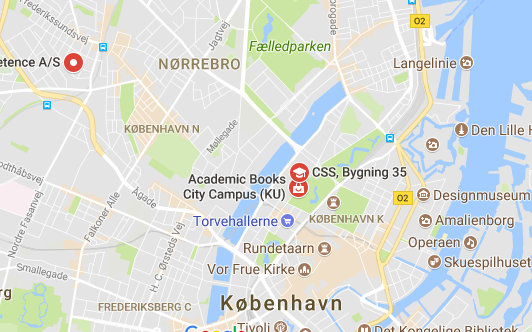 Frederikssundsvej
Jagtvej
Fælledparken
O2
NØRREBRO
Langelinie
etence A/S
Møllegade
KØBENHAVN N
Den Lille H
CSS, Bygning 35
Academic Books
City Campus (KU)
Falkoner Alle
Nordre Fasanvej
O2
Designmuseum
Torvehallerne
KØBENHAVN K
Amalienborg
H.C. Ørsteds Vej
Operaen
Rundetaarn
Smallegade
Vor Frue Kirke
Skuespilhuset
FREDERIKSBERG C
København
Tivoli
Det Kongelige Bibliotek